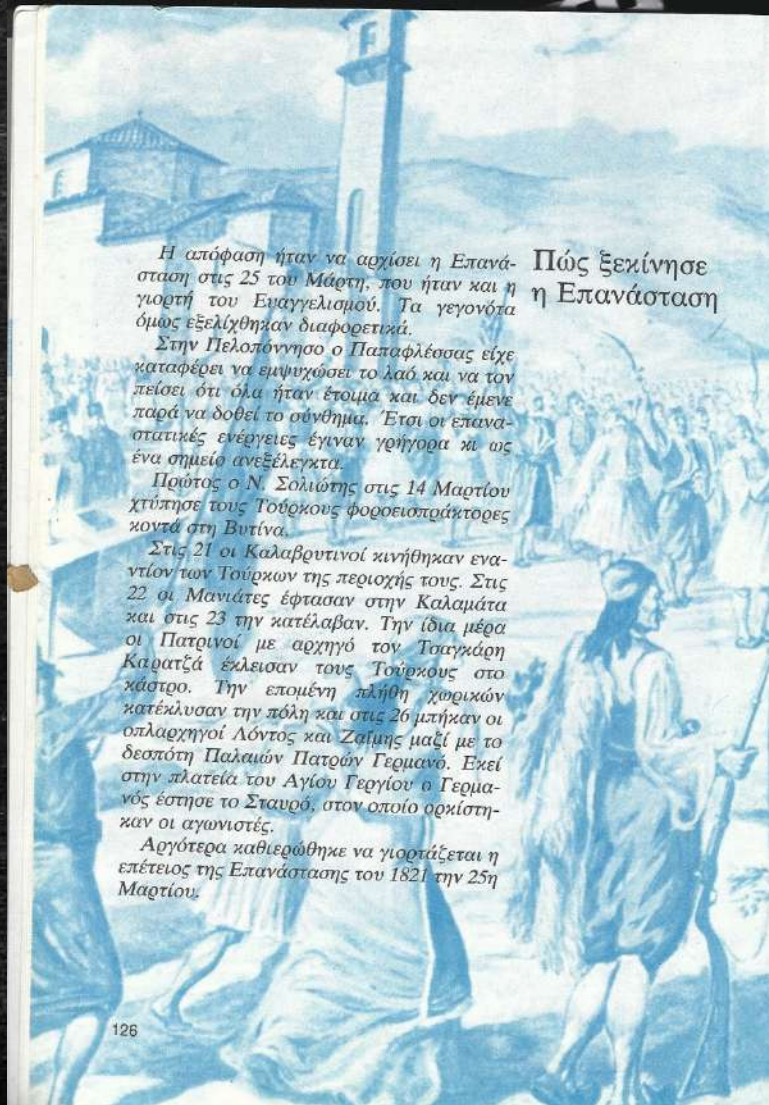 Πώς ξεκίνησε
η Επανάσταση
Η απόφαση ήταν να αρχίσει η Επανά-
σταση στις 25 του Μάρτη, που ήταν και η
γιορτή του Ευαγγελισμού. Τα γεγονότα
όμως εξελίχθηκαν διαφορετικά.
Στην Πελοπόννησο ο Παπαφλέσσας είχε
καταφέρει να εμψυχώσει το λαό και να τον
πείσει ότι όλα ήταν έτοιμα και δεν έμενε
παρά να δοθεί το σύνθημα. Έτσι οι επανα-
στατικές ενέργειες έγιναν γρήγορα κι ως
ένα σημείο ανεξέλεγκτα.
Πρώτος ο Ν. Σολιώτης στις 14 Μαρτίου
χτύπησε τους Τούρκους φοροεισπράκτορες
κοντά στη Βυτίνα.
Στις 21 οι Καλαβρυτινοί κινήθηκαν ενα-
ντίον των Τούρκων της περιοχής τους. Στις
22 οι Μανιάτες έφτασαν στην Καλαμάτα
και στις 23 την κατέλαβαν. Την ίδια μέρα
οι Πατρινοί με αρχηγό τον Τσαγκάρη
Καρατζά έκλεισαν τους Τούρκους στο
κάστρο. Την επομένη πλήθη χωρικών
κατέκλυσαν την πόλη και στις 26 μπήκαν οι
οπλαρχηγοί Λόντος και Ζαΐμης μαζί με το
δεσπότη Παλαιών Πατρών Γερμανό. Εκεί
στην πλατεία του Αγίου Γεργίου ο Γερμα-
νός έστησε το Σταυρό, στον οποίο ορκίστη-
καν οι αγωνιστές.
Αργότερα καθιερώθηκε να γιορτάζεται η
επέτειος της Επανάστασης του 1821 την 25η
Μαρτίου.
126